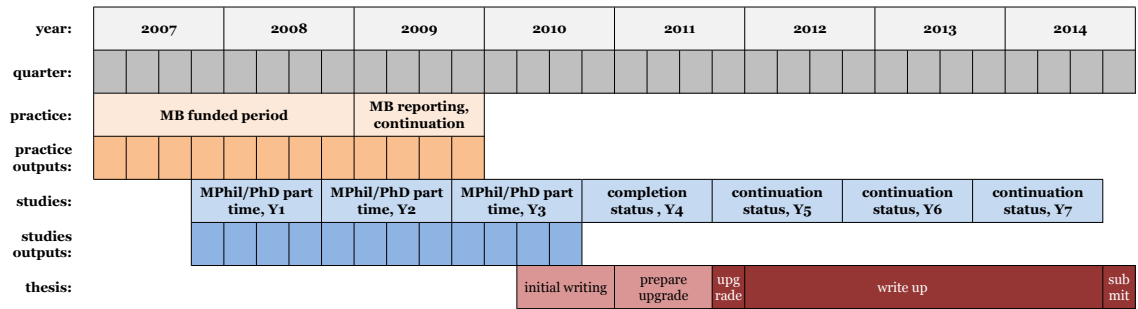 year: 2007 2008 2009 2010 2011 2012 2013 2014
quarter:
practice: MB funded period MB reporting,
continuation
practice
outputs:
studies: MPhil/PhD part
time, Y1 MPhil/PhD part
time, Y2 MPhil/PhD part
time, Y3 completion
status , Y4 continuation
status, Y5 continuation
status, Y6 continuation
status, Y7
studies
outputs:
thesis: initial writing prepare
upgrade upg
rade write up sub
mit